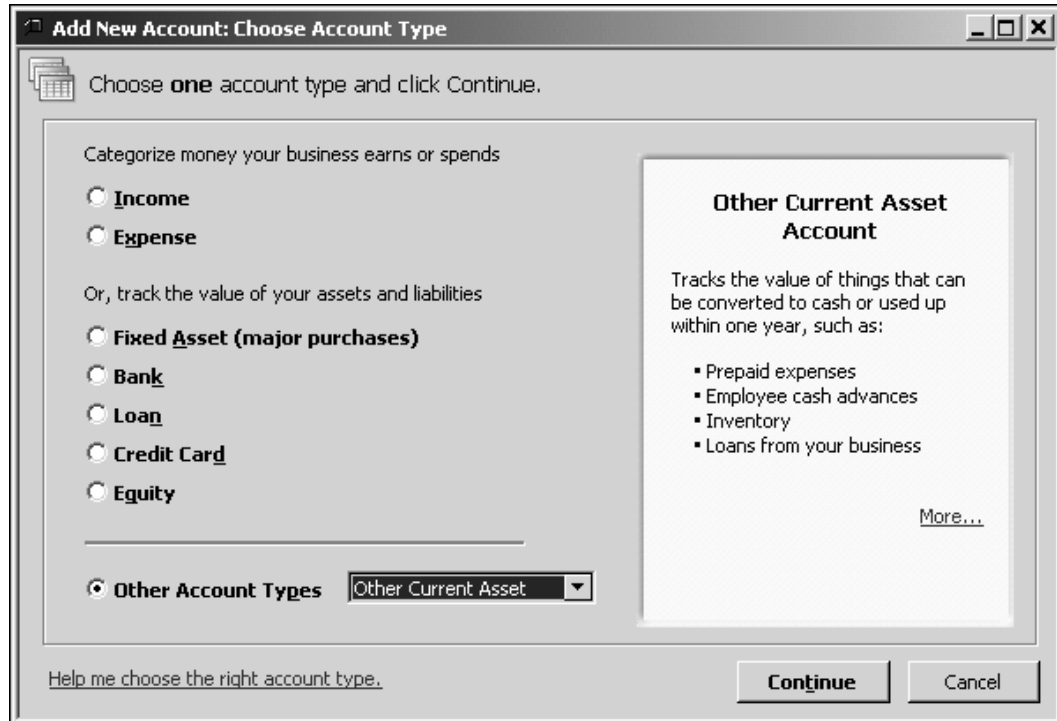 Add New Account: Choose Account Type
Choose one account type and click Continue.
Categorize money your business earns or spends
Income
Expense
Or, track the value of your assets and liabilities
Fixed Asset (major purchases)
Bank
Loan
Credit Card
Equity
Other Account Types Other Current Asset
Other Current Asset
Account
Tracks the value of things that can
be converted to cash or used up
within one year, such as:
▪ Prepaid expenses
▪ Employee cash advances
▪ Inventory
▪ Loans from your business
More...
Help me choose the right account type.
Continue Cancel